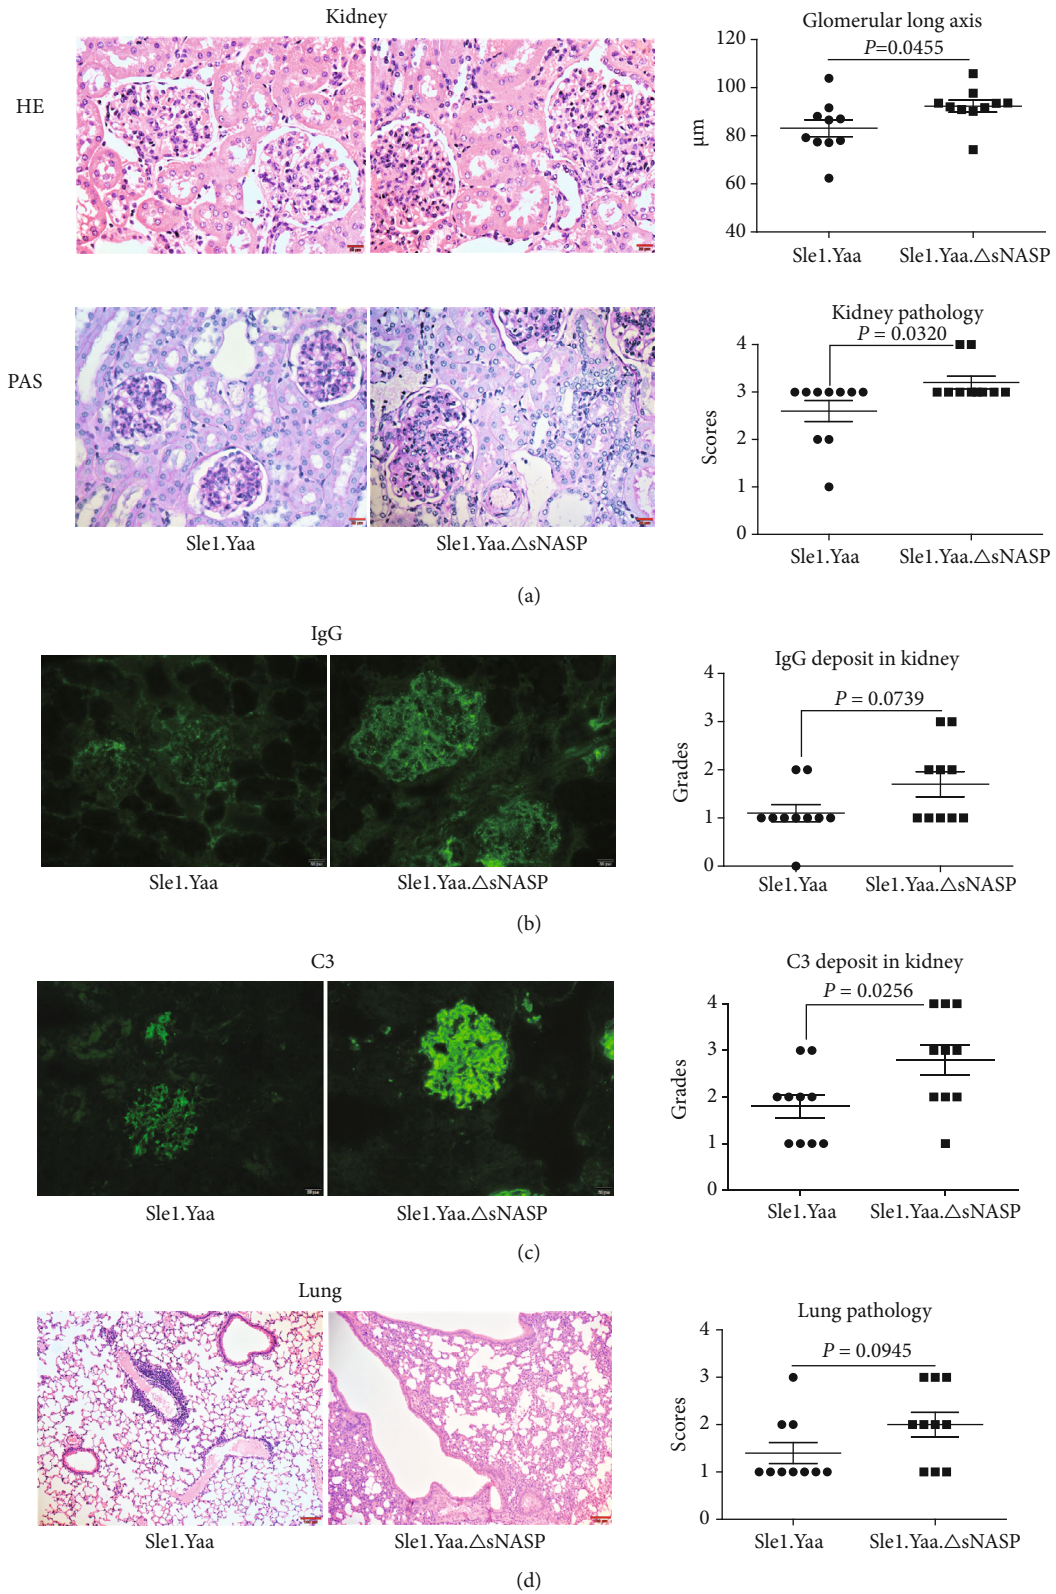 Kidney
HE
PAS
Sle1.Yaa
Sle1.Yaa.△sNASP
Glomerular long axis
P=0.0455
120
100
80
60
40
µm
Sle1.Yaa
Sle1.Yaa.△sNASP
Kidney pathology
P = 0.0320
4
3
2
1
0
Scores
Sle1.Yaa
Sle1.Yaa.△sNASP
(a)
IgG
Sle1.Yaa
Sle1.Yaa.△sNASP
IgG deposit in kidney
P = 0.0739
4
3
2
1
0
Grades
Sle1.Yaa
Sle1.Yaa.△sNASP
(b)
C3
Sle1.Yaa
Sle1.Yaa.△sNASP
C3 deposit in kidney
P = 0.0256
4
3
2
1
0
Grades
Sle1.Yaa
Sle1.Yaa.△sNASP
(c)
Lung
Sle1.Yaa
Sle1.Yaa.△sNASP
Lung pathology
P = 0.0945
4
3
2
1
0
Scores
Sle1.Yaa
Sle1.Yaa.△sNASP
(d)